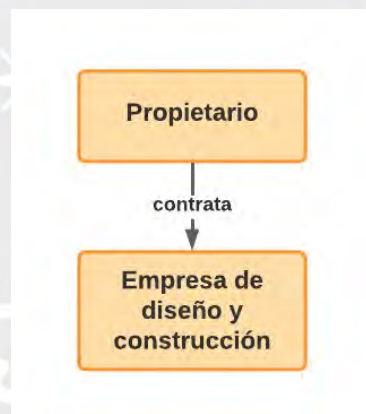 Propietario
contrata
Empresa de
diseño y
construcción